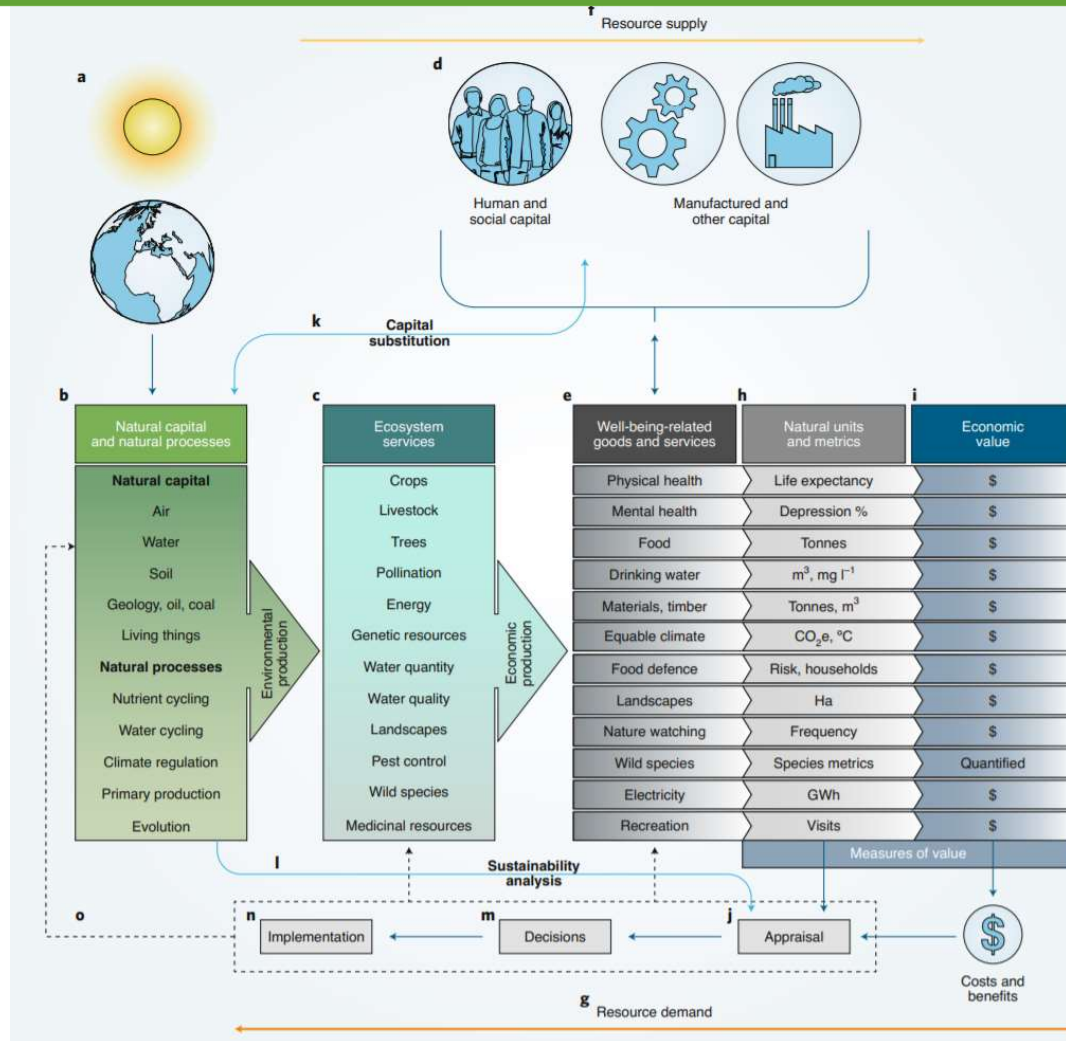 f
Resource supply
a
d
Human and
social capital
Manufactured and
other capital
k
Capital
substitution
b
Natural capital
and natural processes
Natural capital
Air
Water
Soil
Geology, oil, coal
Living things
Natural processes
Nutrient cycling
Water cycling
Climate regulation
Primary production
Evolution
Environmental
production
c
Ecosystem
services
Crops
Livestock
Trees
Pollination
Energy
Genetic resources
Water quantity
Water quality
Landscapes
Pest control
Wild species
Medicinal resources
Economic
production
e
Well-being-related
goods and services
Physical health
Mental health
Food
Drinking water
Materials, timber
Equable climate
Food defence
Landscapes
Nature watching
Wild species
Electricity
Recreation
h
Natural units
and metrics
Life expectancy
Depression %
Tonnes
m³, mg l⁻¹
Tonnes, m³
CO₂e, ºC
Risk, households
Ha
Frequency
Species metrics
GWh
Visits
i
Economic
value
$
$
$
$
$
$
$
$
$
Quantified
$
$
Measures of value
l
Sustainability
analysis
o
n
Implementation
m
Decisions
j
Appraisal
$
Costs and
benefits
g
Resource demand